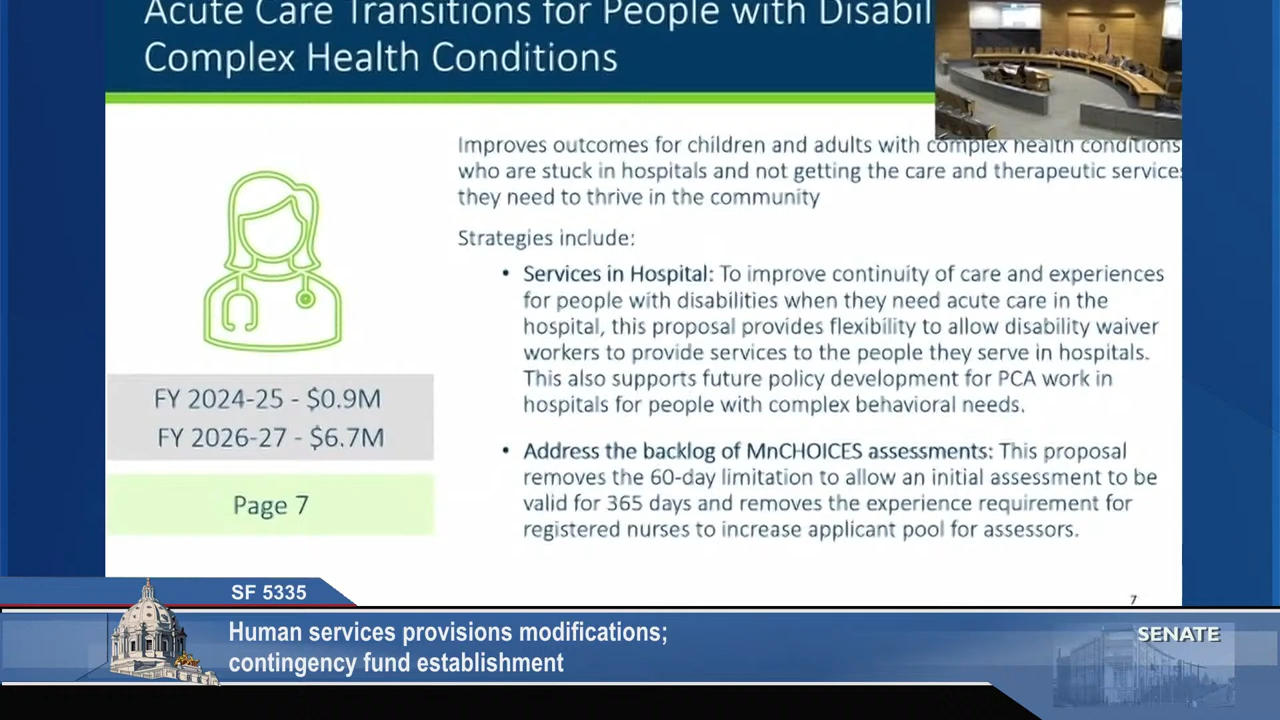 Acute Care Transitions for People with Disabil
Complex Health Conditions
Improves outcomes for children and adults with complex health conditions
who are stuck in hospitals and not getting the care and therapeutic services
they need to thrive in the community
Strategies include:
• Services in Hospital: To improve continuity of care and experiences
for people with disabilities when they need acute care in the
hospital, this proposal provides flexibility to allow disability waiver
workers to provide services to the people they serve in hospitals.
This also supports future policy development for PCA work in
hospitals for people with complex behavioral needs.
• Address the backlog of MnCHOICES assessments: This proposal
removes the 60-day limitation to allow an initial assessment to be
valid for 365 days and removes the experience requirement for
registered nurses to increase applicant pool for assessors.
FY 2024-25 - $0.9M
FY 2026-27 - $6.7M
Page 7
7
SF 5335
Human services provisions modifications;
contingency fund establishment
SENATE